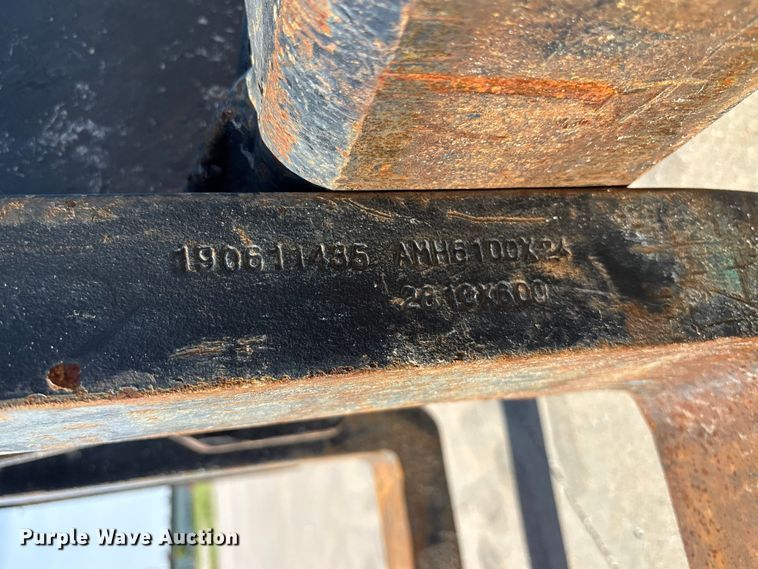 190611435 AMH6100X24
2813X600
Purple Wave Auction